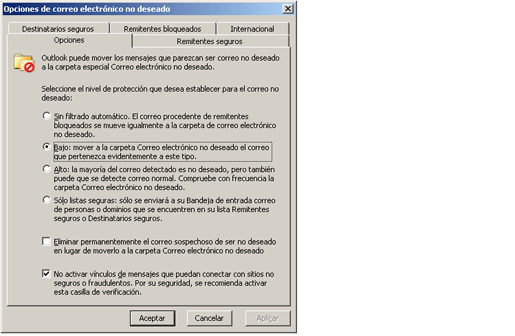 Opciones de correo electrónico no deseado
Destinatarios seguros
Remitentes bloqueados
Internacional
Opciones
Remitentes seguros
Outlook puede mover los mensajes que parezcan ser correo no deseado
a la carpeta especial Correo electrónico no deseado.
Seleccione el nivel de protección que desea establecer para el correo no
deseado:
Sin filtrado automático. El correo procedente de remitentes
bloqueados se mueve igualmente a la carpeta de correo electrónico
no deseado.
Bajo: mover a la carpeta Correo electrónico no deseado el correo
que pertenezca evidentemente a este tipo.
Alto: la mayoría del correo detectado es no deseado, pero también
puede que se detecte correo normal. Compruebe con frecuencia la
carpeta Correo electrónico no deseado.
Sólo listas seguras: sólo se enviará a su Bandeja de entrada correo
de personas o dominios que se encuentren en su lista Remitentes
seguros o Destinatarios seguros.
Eliminar permanentemente el correo sospechoso de ser no deseado
en lugar de moverlo a la carpeta Correo electrónico no deseado
No activar vínculos de mensajes que puedan conectar con sitios no
seguros o fraudulentos. Por su seguridad, se recomienda activar
esta casilla de verificación.
Aceptar
Cancelar
Aplicar